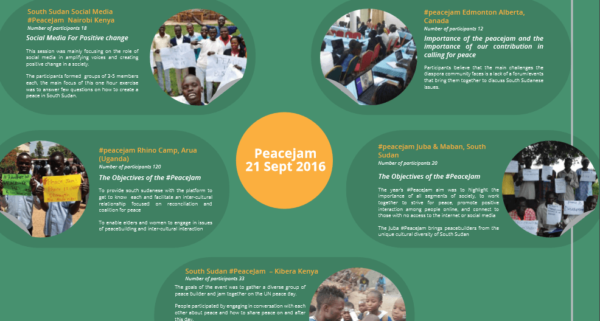 South Sudan Social Media
#PeaceJam Nairobi Kenya
Number of participants 18
Social Media For Positive change
This session was mainly focusing on the role of
social media in amplifying voices and creating
positive change in a society.
The participants formed groups of 3-5 members
each, the main focus of this one hour exercise
was to answer few questions on how to create a
peace in South Sudan.
#peacejam Edmonton Alberta,
Canada
Number of participants 12
Importance of the peacejam and the
importance of our contribution in
calling for peace
Participants believe that the main challenges the
diaspora community faces is a lack of a forum/events
that bring them together to discuss South Sudanese
issues.
PeaceJam
21 Sept 2016
#peacejam Rhino Camp, Arua
(Uganda)
Number of participants 120
The Objectives of the #PeaceJam
To provide south sudanese with the platform to
get to know each and facilitate an inter-cultural
relationship focused on reconciliation and
coalition for peace
To enable elders and women to engage in issues
of peacebuilding and inter-cultural interaction
#peacejam Juba & Maban, South
Sudan
Number of participants 20
The Objectives of the #PeaceJam
The year's #Peacejam aim was to highlight the
importance of all segments of society, to work
together to strive for peace, promote positive
interaction among people online, and connect to
those with no access to the internet or social media
The Juba #PeaceJam brings peacebuilders from the
unique cultural diversity of South Sudan
South Sudan #PeaceJam – Kibera Kenya
Number of participants 33
The goals of the event was to gather a diverse group of
peace builder and jam together on the UN peace day.
People participated by engaging in conversation with each
other about peace and how to share peace on and after
this day.